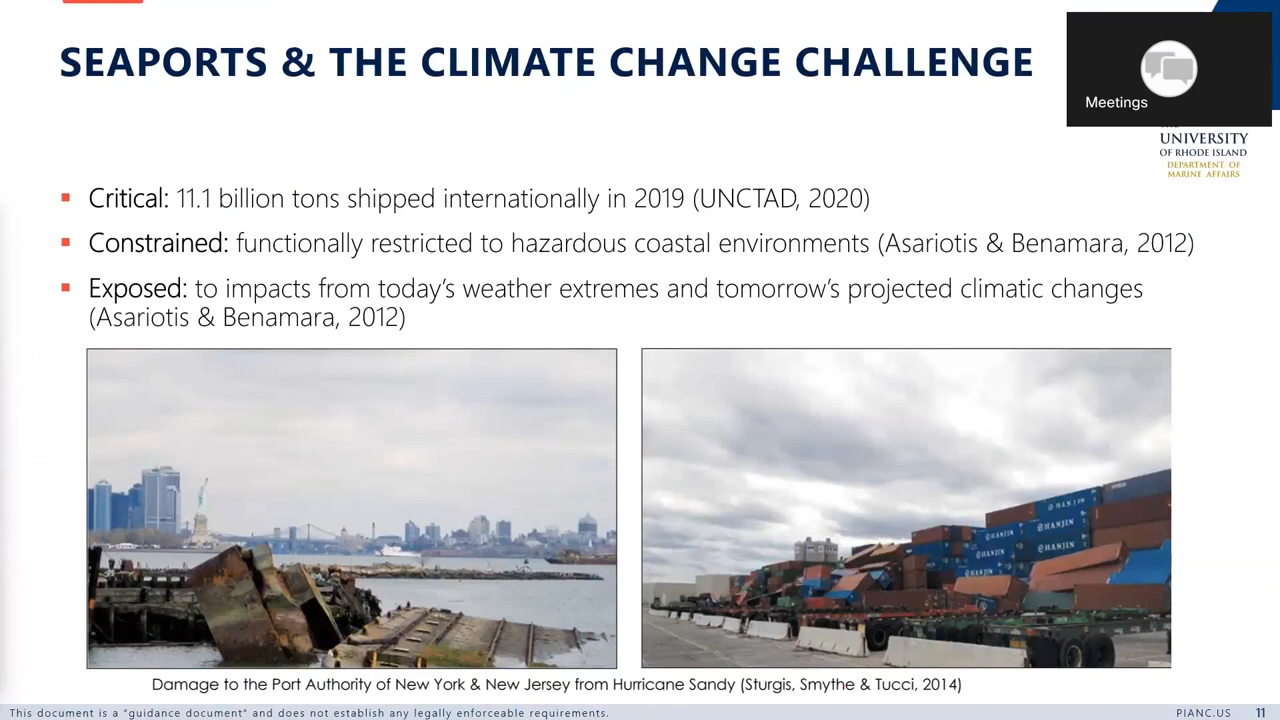 SEAPORTS & THE CLIMATE CHANGE CHALLENGE
Meetings
UNIVERSITY
OF RHODE ISLAND
DEPARTMENT OF
MARINE AFFAIRS
▪ Critical: 11.1 billion tons shipped internationally in 2019 (UNCTAD, 2020)
▪ Constrained: functionally restricted to hazardous coastal environments (Asariotis & Benamara, 2012)
▪ Exposed: to impacts from today’s weather extremes and tomorrow’s projected climatic changes
(Asariotis & Benamara, 2012)
HANJIN
HANJIN
HANJIN
HANJIN
HANJIN
HANJIN
Damage to the Port Authority of New York & New Jersey from Hurricane Sandy (Sturgis, Smythe & Tucci, 2014)
This document is a "guidance document" and does not establish any legally enforceable requirements.
PIANC.US 11